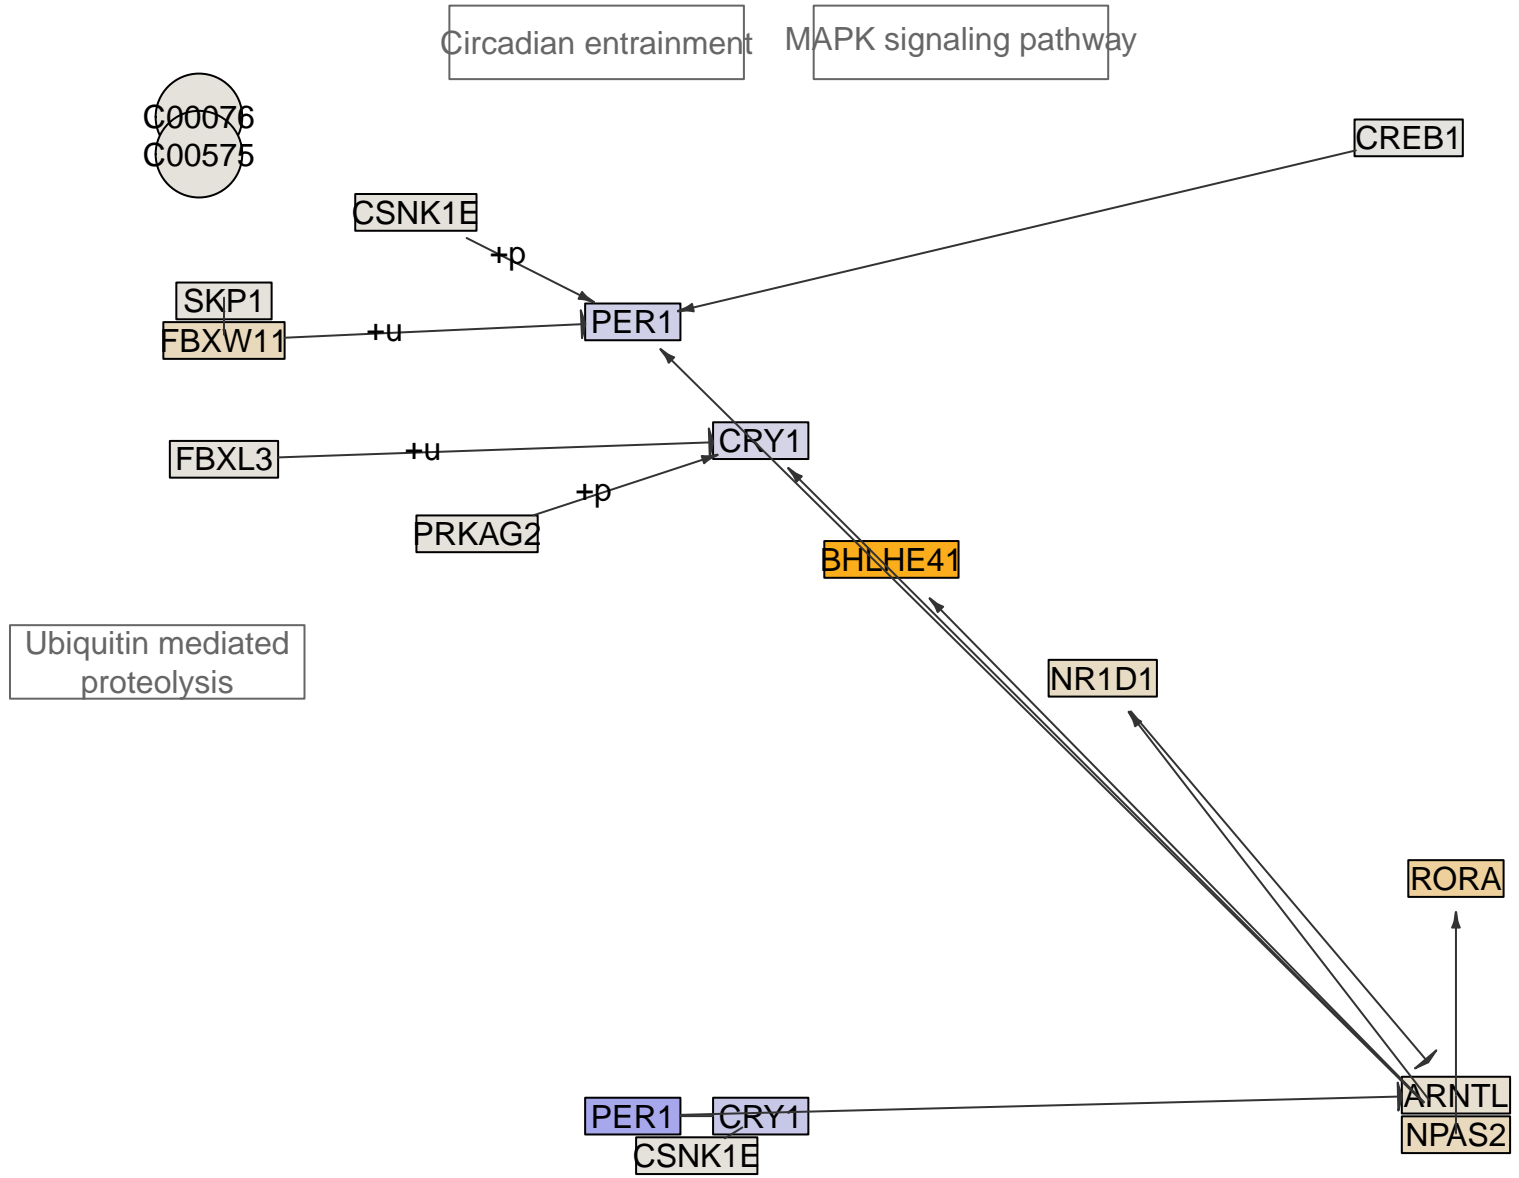 Circadian entrainment
MAPK signaling pathway
C00076
C00575
CREB1
CSNK1E
+p
SKP1
FBXW11
+u
PER1
FBXL3
+u
CRY1
+p
PRKAG2
BHLHE41
Ubiquitin mediated
proteolysis
NR1D1
RORA
ARNTL
NPAS2
PER1
CRY1
CSNK1E